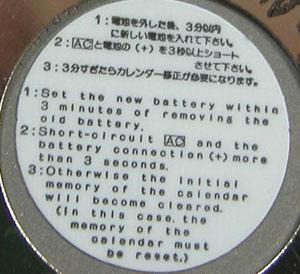 1:電池を外した後、3分以内
に新しい電池を入れて下さい。
2:ACと電池の(+)を3秒以上ショート
させて下さい。
3:3分すぎたらカレンダー修正が必要になります。
1:Set the new battery within
3 minutes of removing the
old battery.
2:Short-circuit AC and the
battery connection(+) more
than 3 seconds.
3:Otherwise the initial
memory of the calendar
will become cleared.
(In this case, the
memory of the
calendar must
be reset.)